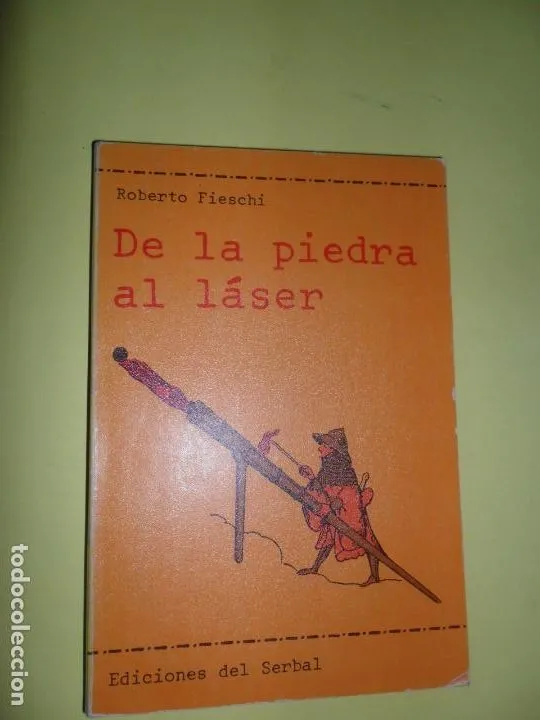 Roberto Fieschi
De la piedra
al láser
Ediciones del Serbal
todocoleccion